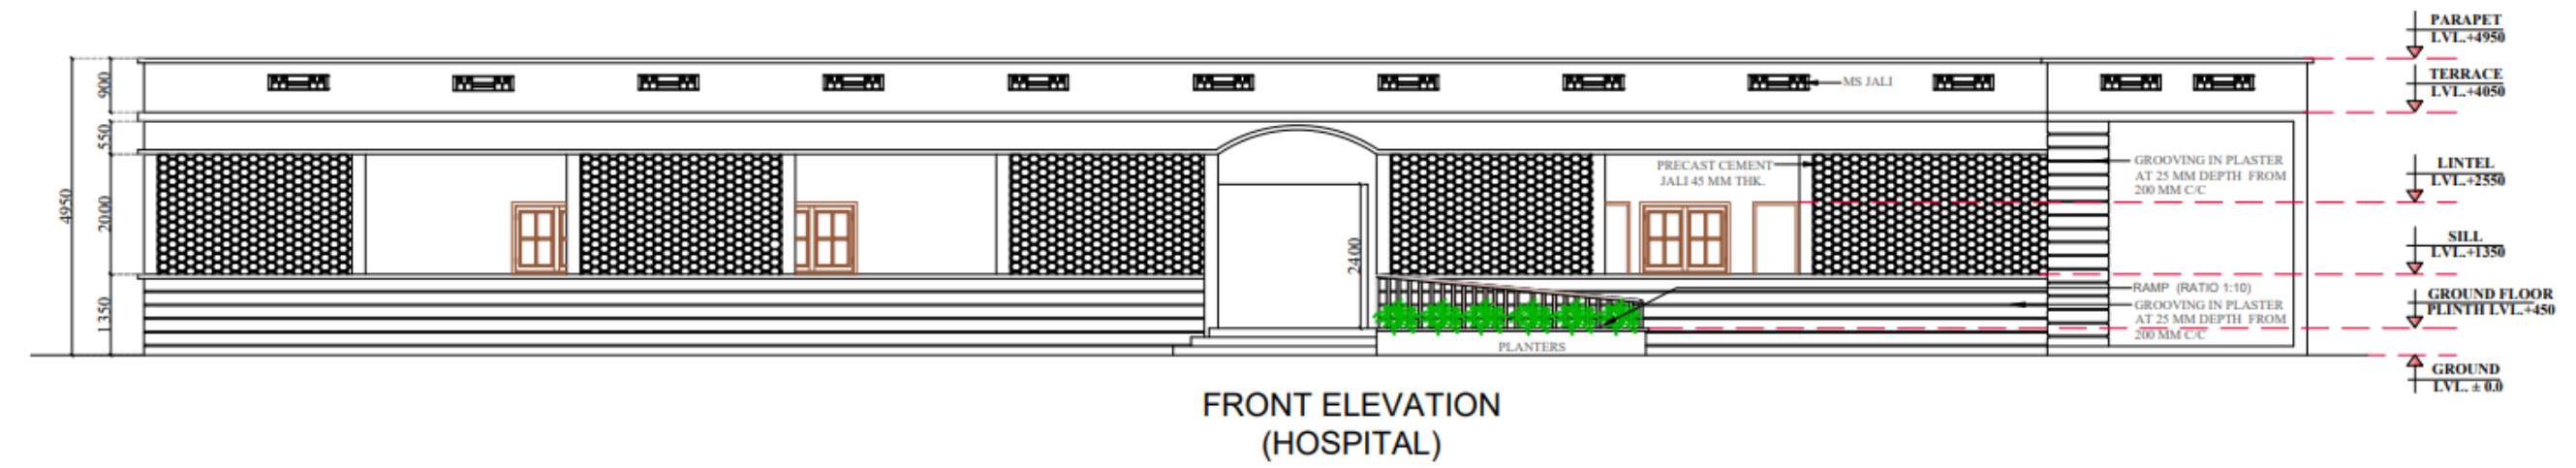 PARAPET
LVL.+4950
TERRACE
LVL.+4050
LINTEL
LVL.+2550
SILL
LVL.+1350
GROUND FLOOR
PLINTH LVL.+450
GROUND
LVL. ± 0.0
4950
900
550
2000
1350
MS JALI
PRECAST CEMENT
JALI 45 MM THK.
GROOVING IN PLASTER
AT 25 MM DEPTH FROM
200 MM C/C
2400
RAMP (RATIO 1:10)
GROOVING IN PLASTER
AT 25 MM DEPTH FROM
200 MM C/C
PLANTERS
FRONT ELEVATION
(HOSPITAL)